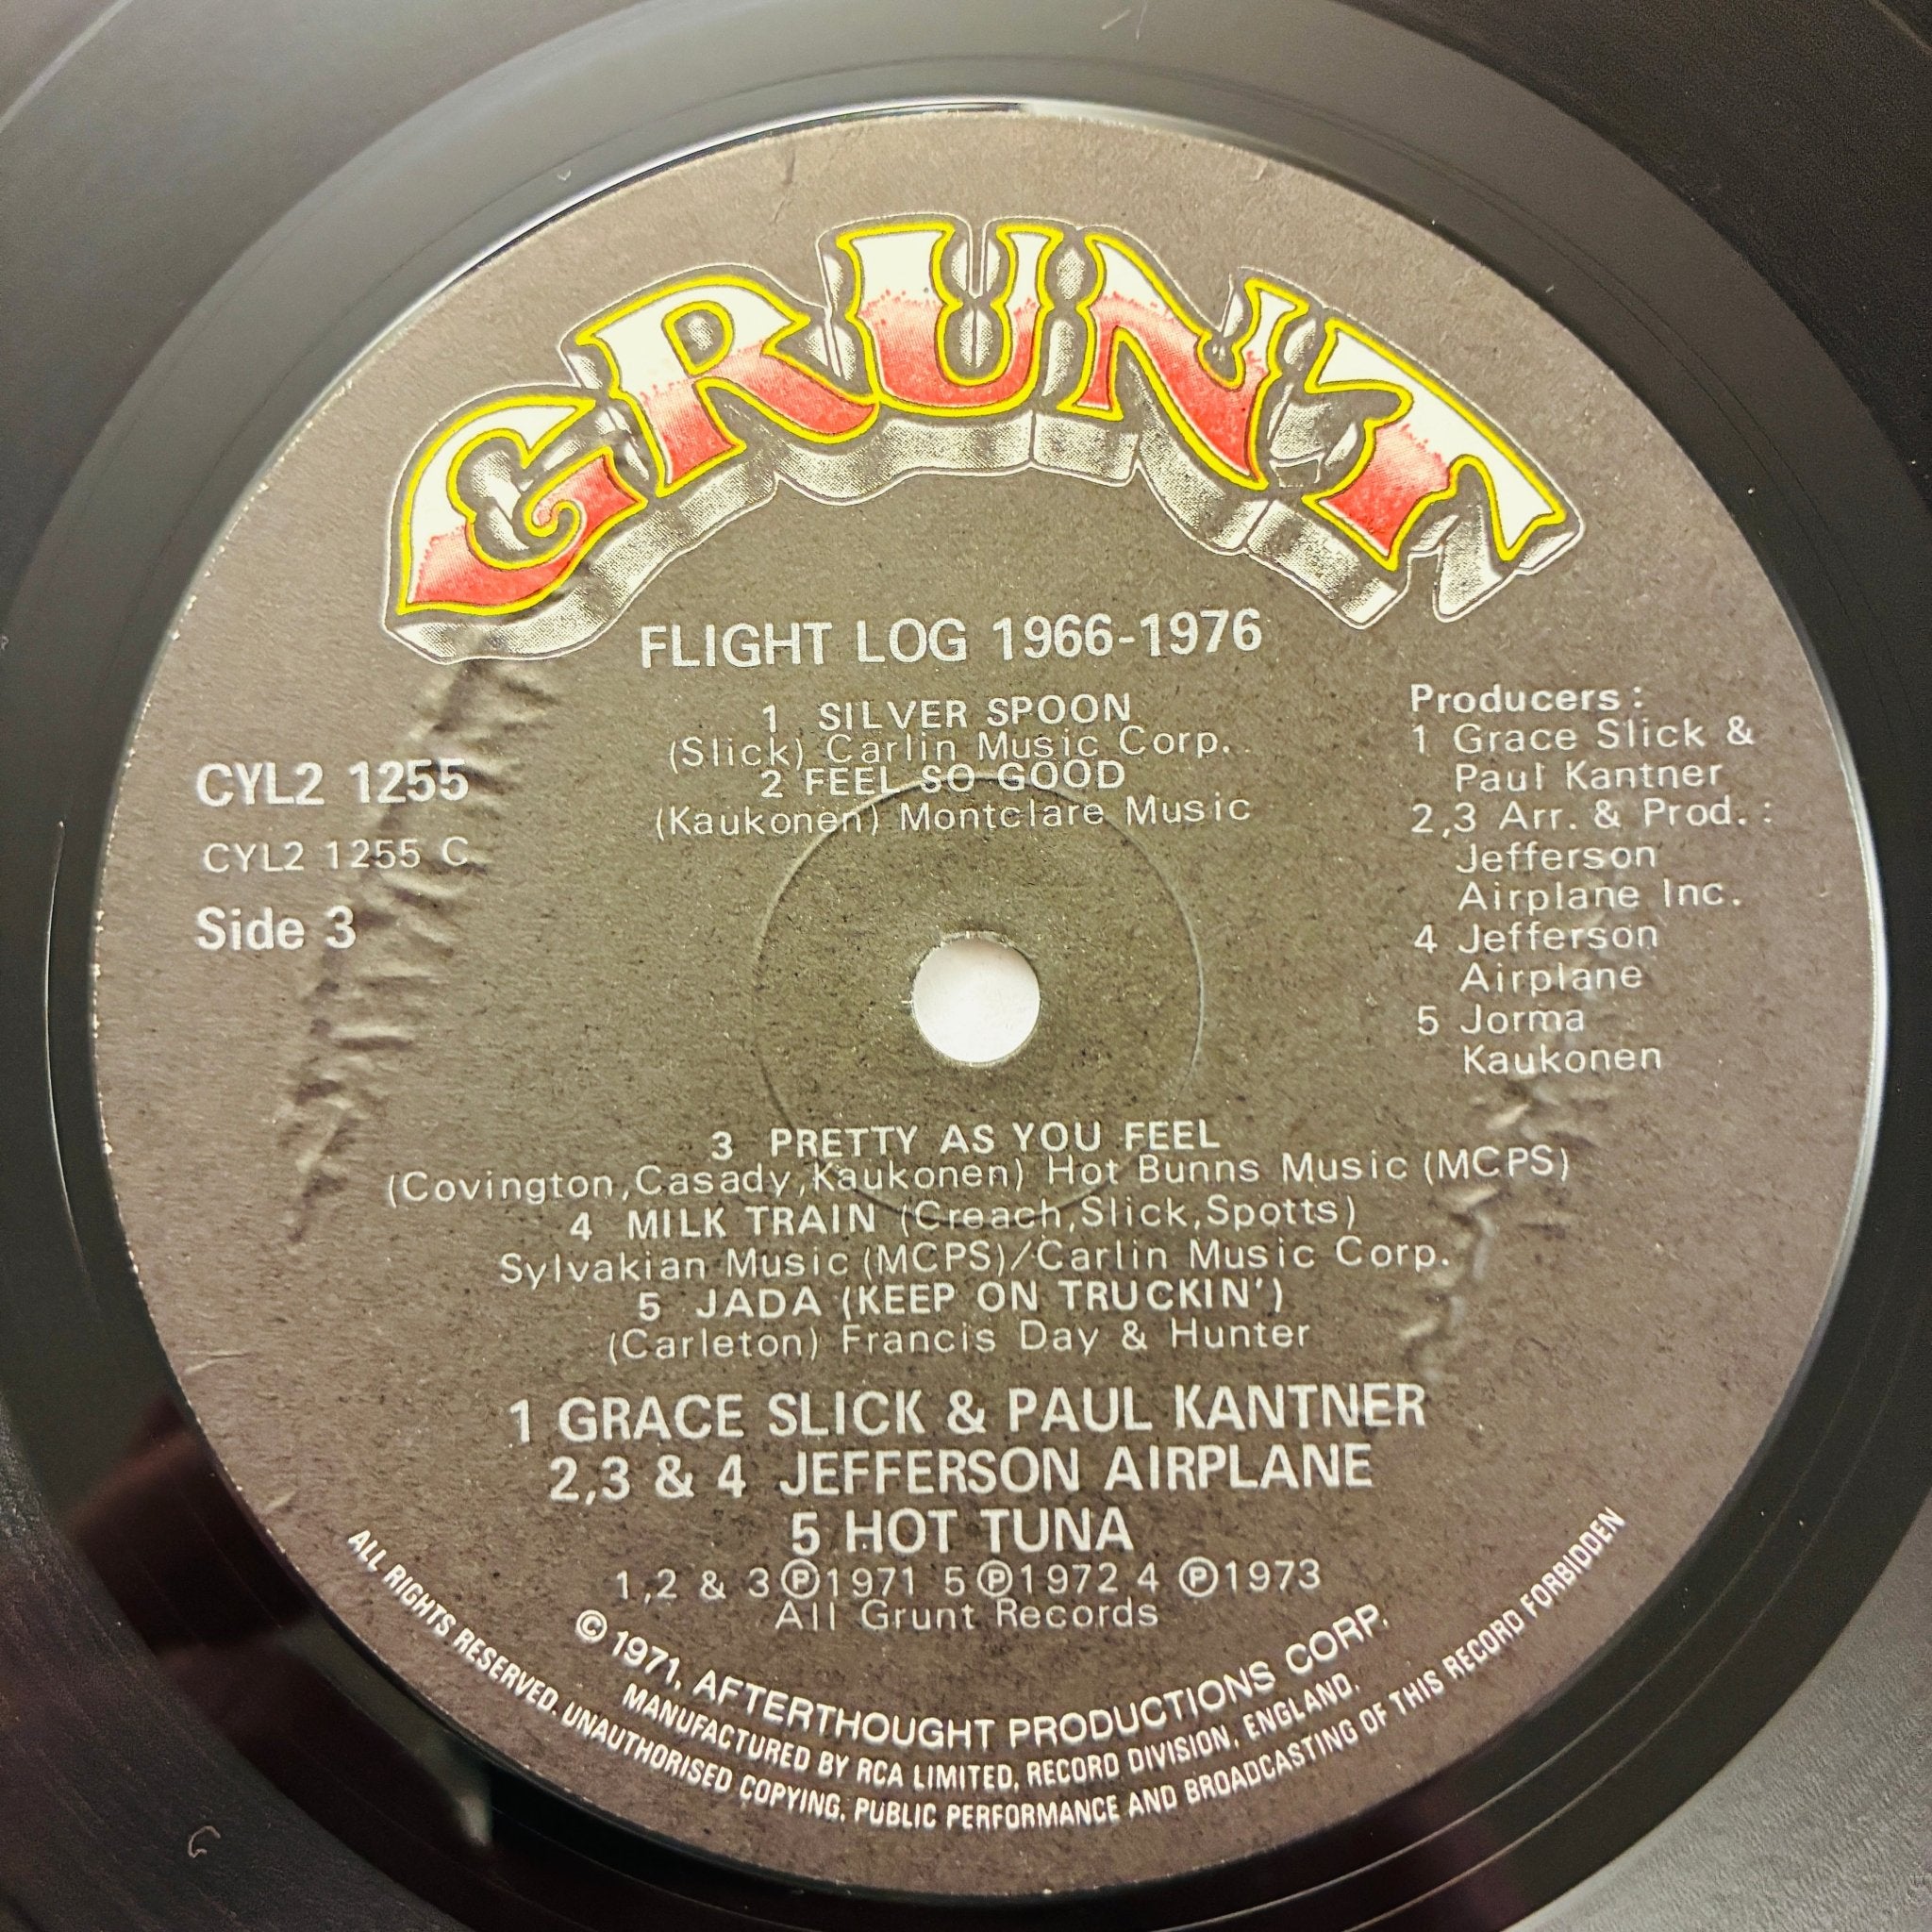 GRUNT
FLIGHT LOG 1966-1976
1 SILVER SPOON
(Slick) Carlin Music Corp.
2 FEEL SO GOOD
(Kaukonen) Montclare Music
CYL2 1255
CYL2 1255 C
Side 3
Producers :
1 Grace Slick &
Paul Kantner
2,3 Arr. & Prod. :
Jefferson
Airplane Inc.
4 Jefferson
Airplane
5 Jorma
Kaukonen
3 PRETTY AS YOU FEEL
(Covington,Casady,Kaukonen) Hot Bunns Music (MCPS)
4 MILK TRAIN (Creach,Slick,Spotts)
Sylvakian Music (MCPS)/Carlin Music Corp.
5 JADA (KEEP ON TRUCKIN')
(Carleton) Francis Day & Hunter
1 GRACE SLICK & PAUL KANTNER
2,3 & 4 JEFFERSON AIRPLANE
5 HOT TUNA
1,2 & 3 ℗1971 5 ℗1972 4 ℗1973
All Grunt Records
© 1971, AFTERTHOUGHT PRODUCTIONS CORP.
MANUFACTURED BY RCA LIMITED, RECORD DIVISION, ENGLAND.
ALL RIGHTS RESERVED. UNAUTHORISED COPYING, PUBLIC PERFORMANCE AND BROADCASTING OF THIS RECORD FORBIDDEN